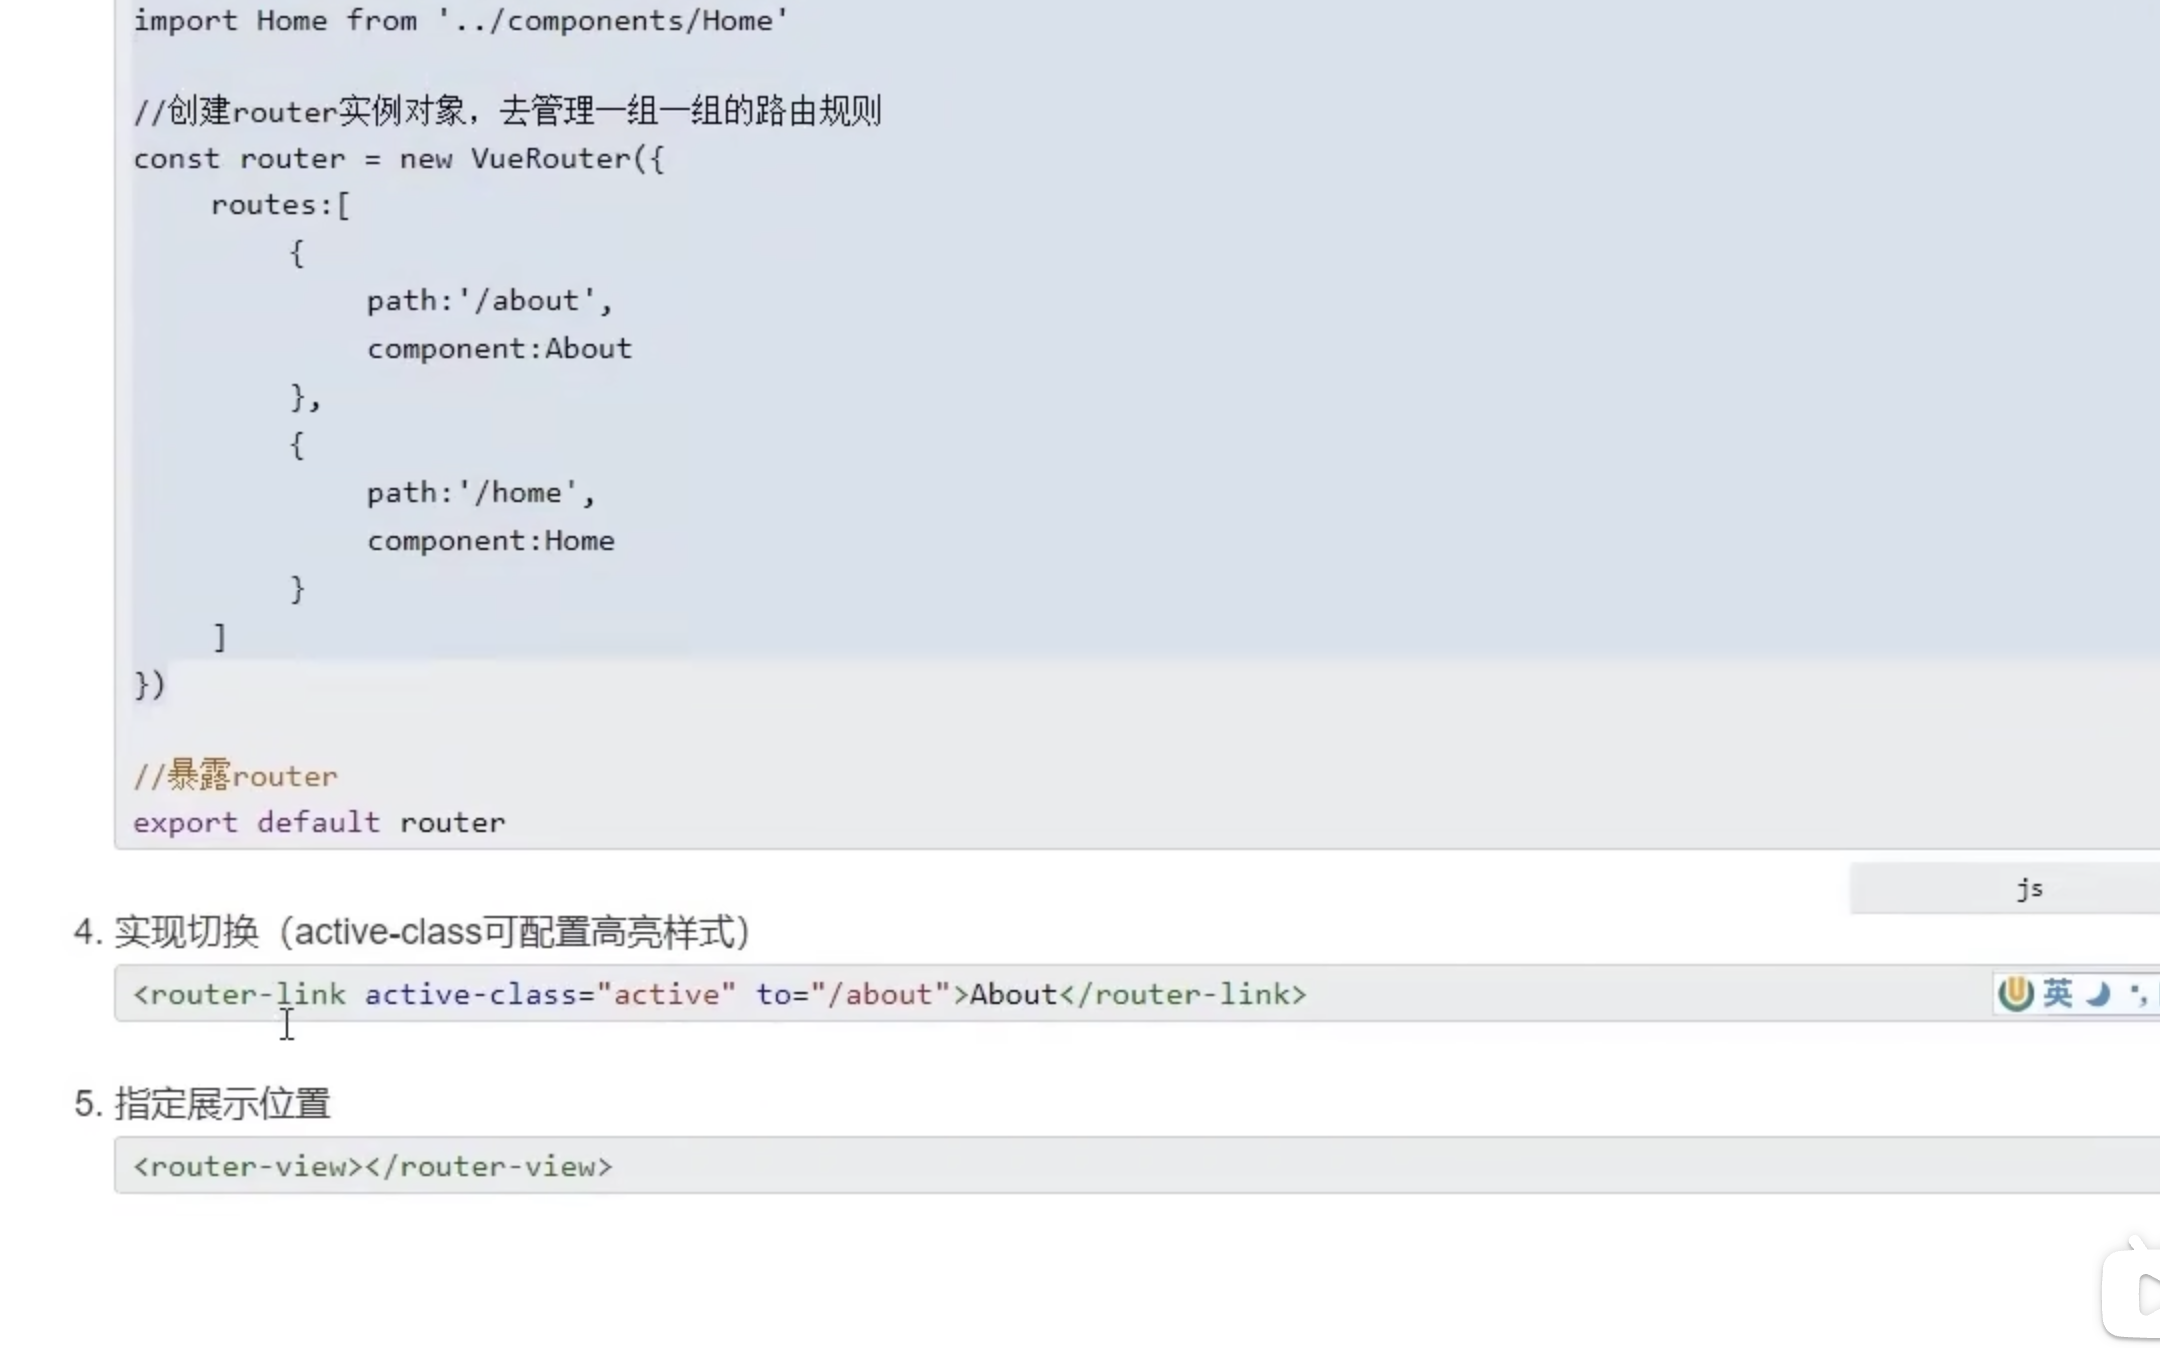 import Home from '../components/Home'
//创建router实例对象，去管理一组一组的路由规则
const router = new VueRouter({
routes:[
{
path:'/about',
component:About
},
{
path:'/home',
component:Home
}
]
})
//暴露router
export default router
js
4. 实现切换（active-class可配置高亮样式）
<router-link active-class="active" to="/about">About</router-link>
英
5. 指定展示位置
<router-view></router-view>